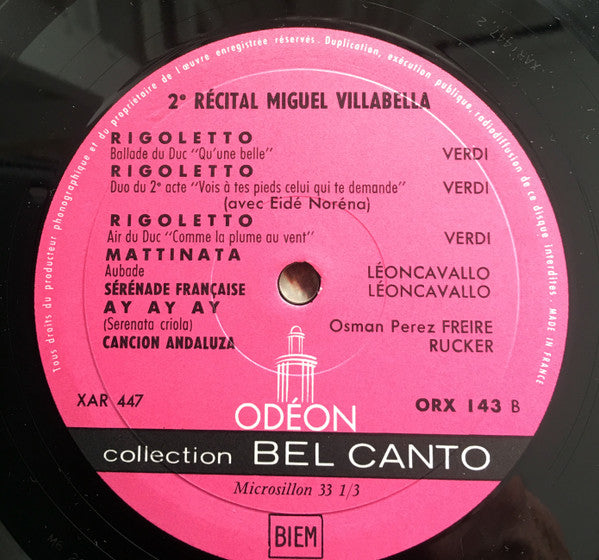 Tous droits du producteur phonographique et du propriétaire de l'œuvre enregistrée réservés. Duplication, exécution publique, radiodiffusion de ce disque interdites. MADE IN FRANCE
2e RÉCITAL MIGUEL VILLABELLA
RIGOLETTO
Ballade du Duc "Qu'une belle" VERDI
RIGOLETTO
Duo du 2e acte "Vois à tes pieds celui qui te demande" VERDI
(avec Eidé Noréna)
RIGOLETTO
Air du Duc "Comme la plume au vent" VERDI
MATTINATA
Aubade LÉONCAVALLO
SÉRÉNADE FRANÇAISE LÉONCAVALLO
AY AY AY
(Serenata criola) Osman Perez FREIRE
CANCION ANDALUZA RUCKER
XAR 447 ORX 143 B
ODÉON
collection BEL CANTO
Microsillon 33 1/3
BIEM